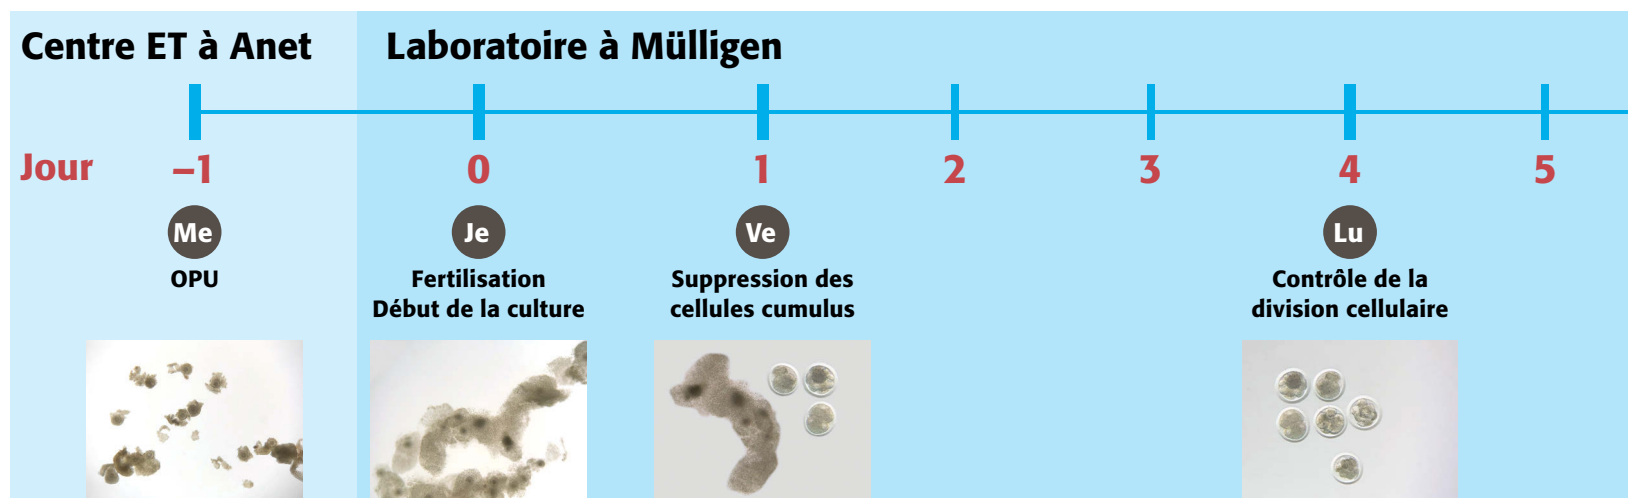 Centre ET à Anet
Laboratoire à Mülligen
Jour –1 0 1 2 3 4 5
Me Je Ve Lu
OPU
Fertilisation
Début de la culture
Suppression des
cellules cumulus
Contrôle de la
division cellulaire